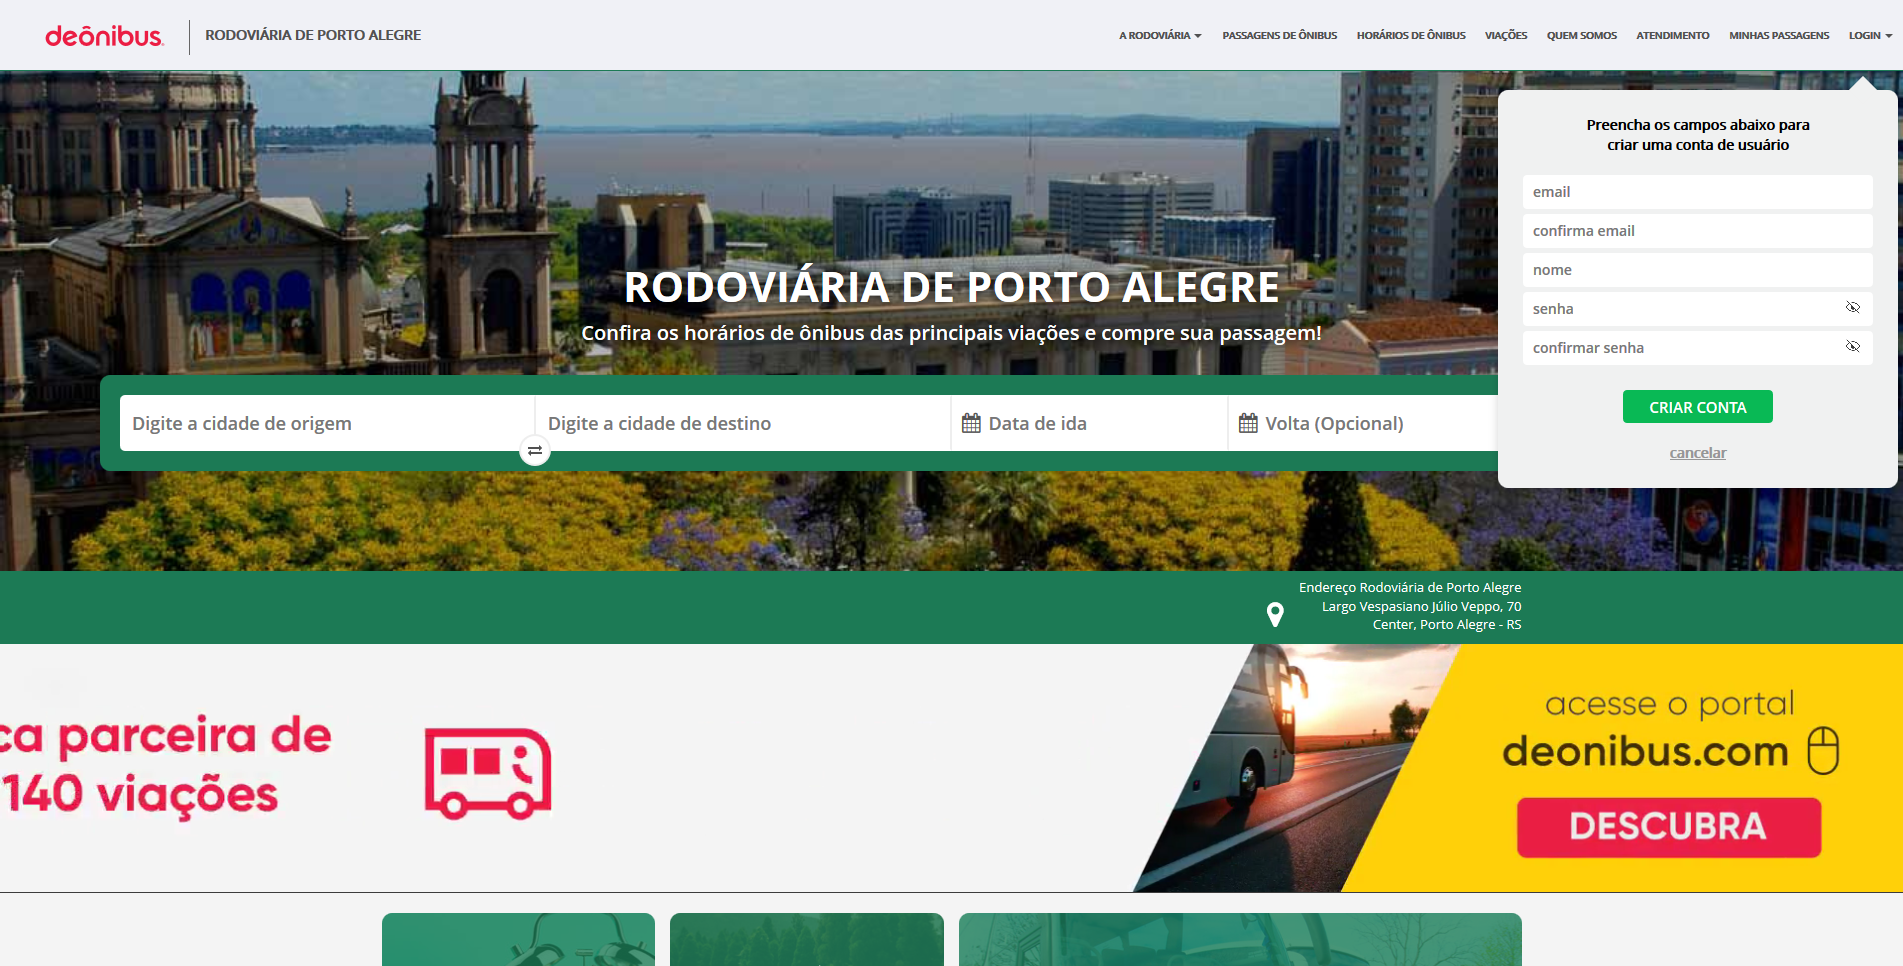 deônibus
RODOVIÁRIA DE PORTO ALEGRE
A RODOVIÁRIA
PASSAGENS DE ÔNIBUS
HORÁRIOS DE ÔNIBUS
VIAÇÕES
QUEM SOMOS
ATENDIMENTO
MINHAS PASSAGENS
LOGIN
Preencha os campos abaixo para
criar uma conta de usuário
email
confirma email
nome
senha
confirmar senha
CRIAR CONTA
cancelar
RODOVIÁRIA DE PORTO ALEGRE
Confira os horários de ônibus das principais viações e compre sua passagem!
Digite a cidade de origem
Digite a cidade de destino
Data de ida
Volta (Opcional)
Endereço Rodoviária de Porto Alegre
Largo Vespasiano Júlio Veppo, 70
Center, Porto Alegre - RS
ca parceira de
140 viações
acesse o portal
deonibus.com
DESCUBRA